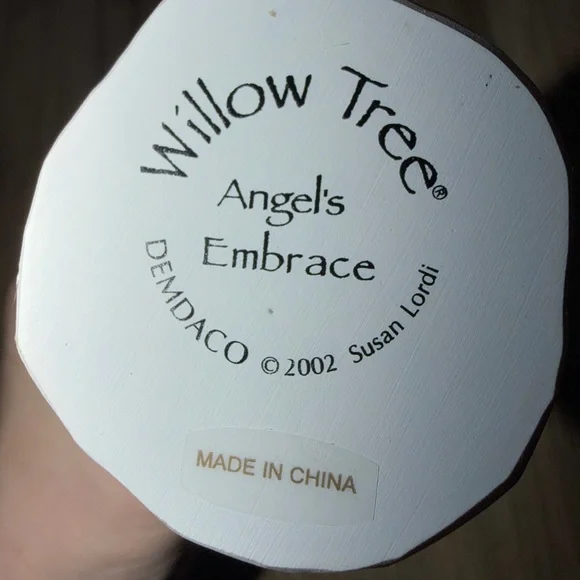 Willow Tree®
Angel's
Embrace
DEMDACO ©2002 Susan Lordi
MADE IN CHINA